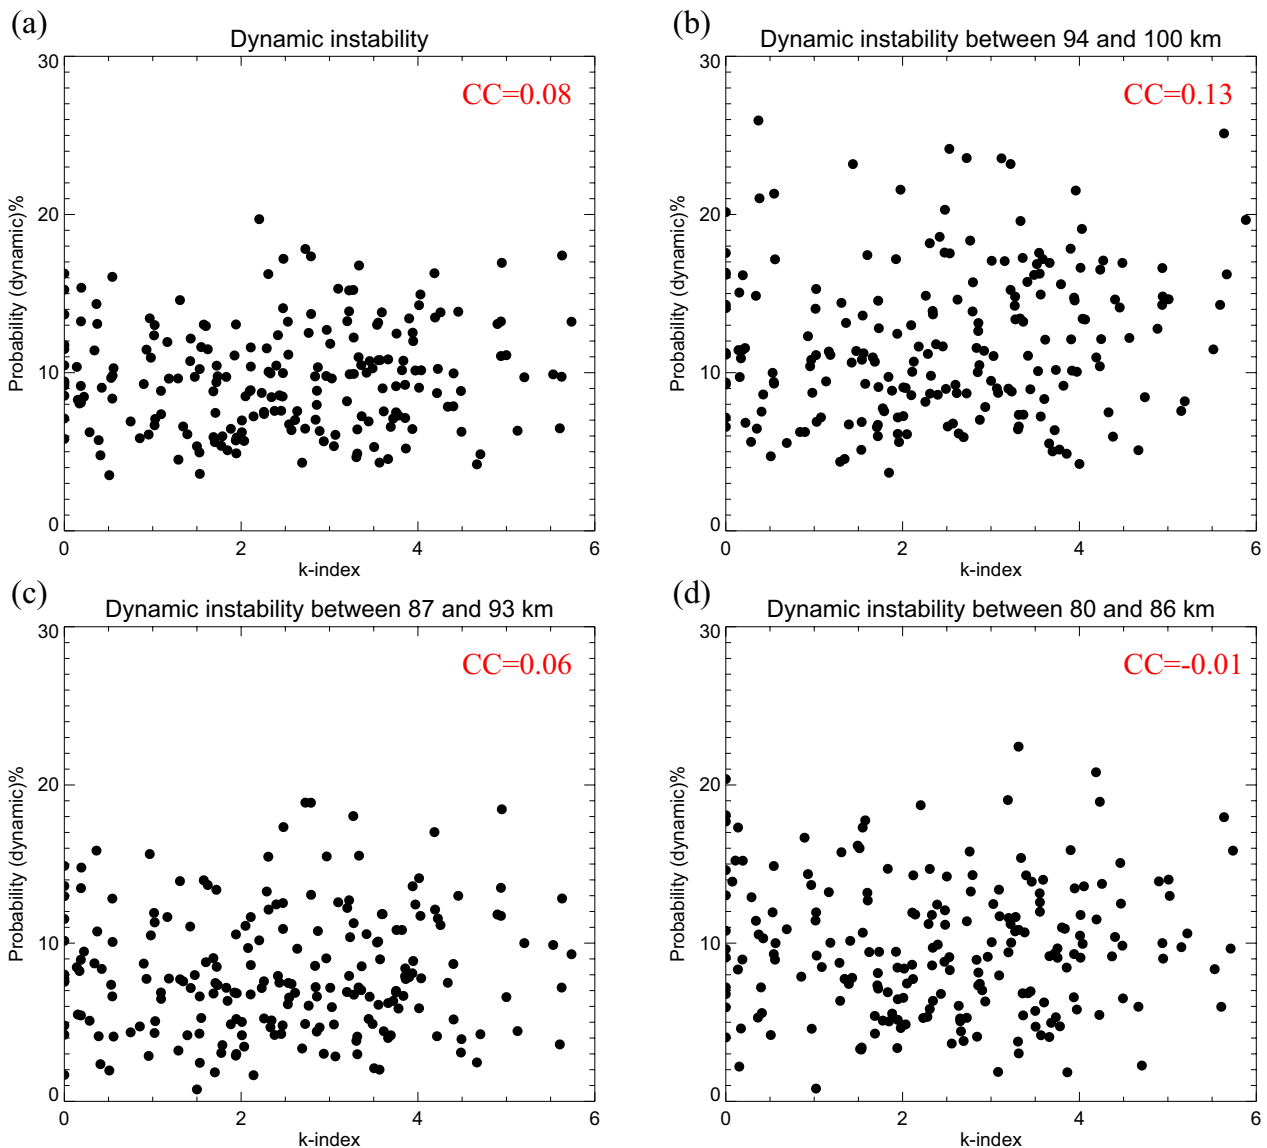 (a)
Dynamic instability
CC=0.08
30
20
10
0
Probability (dynamic)%
0 2 4 6
k-index
(b)
Dynamic instability between 94 and 100 km
CC=0.13
30
20
10
0
Probability (dynamic)%
0 2 4 6
k-index
(c)
Dynamic instability between 87 and 93 km
CC=0.06
30
20
10
0
Probability (dynamic)%
0 2 4 6
k-index
(d)
Dynamic instability between 80 and 86 km
CC=-0.01
30
20
10
0
Probability (dynamic)%
0 2 4 6
k-index